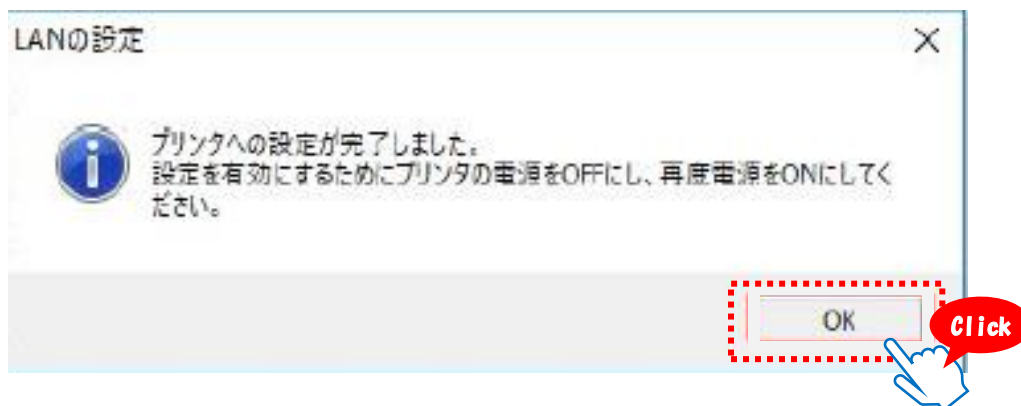 LANの設定
プリンタへの設定が完了しました。
設定を有効にするためにプリンタの電源をOFFにし、再度電源をONにしてく
ださい。
OK
Click